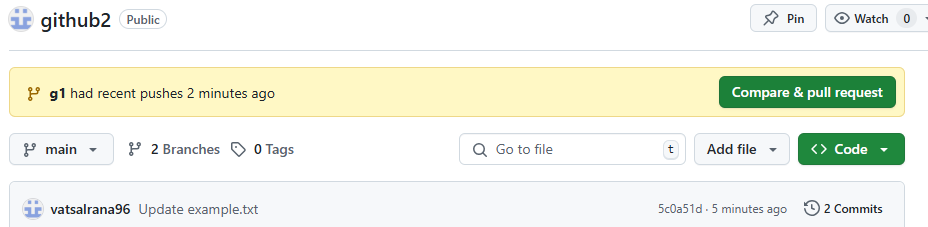 github2 Public Pin Watch 0
g1 had recent pushes 2 minutes ago Compare & pull request
main 2 Branches 0 Tags Go to file t Add file Code
vatsalrana96 Update example.txt 5c0a51d · 5 minutes ago 2 Commits